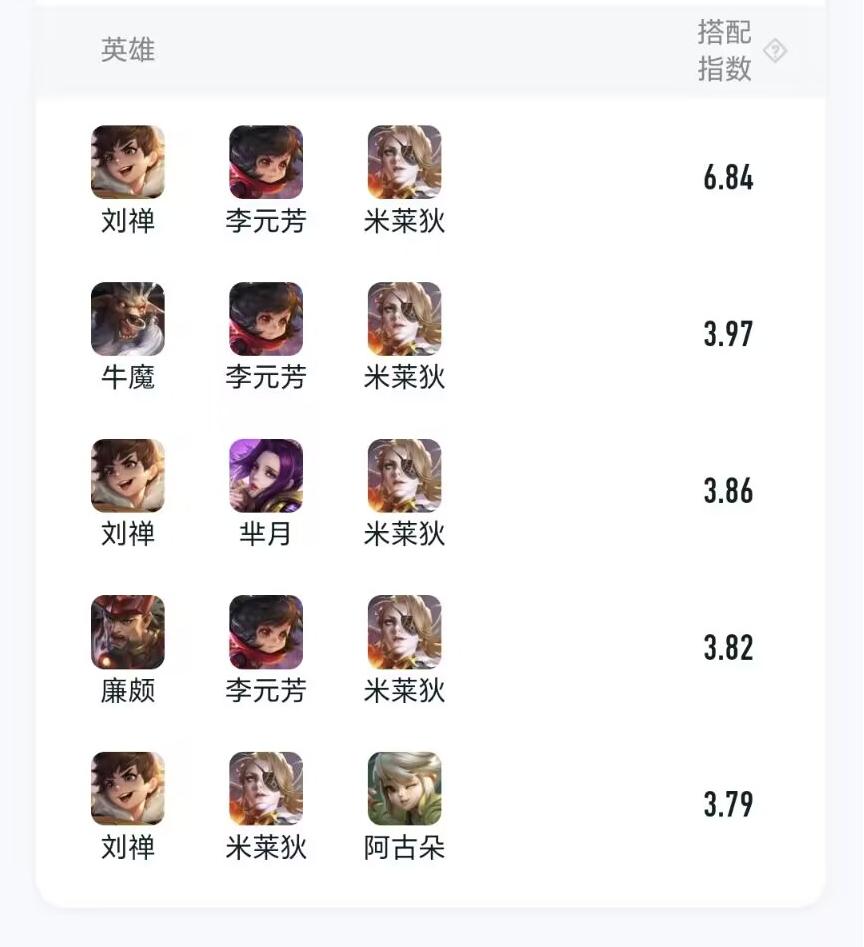 英雄
搭配
指数
刘禅 李元芳 米莱狄 6.84
牛魔 李元芳 米莱狄 3.97
刘禅 芈月 米莱狄 3.86
廉颇 李元芳 米莱狄 3.82
刘禅 米莱狄 阿古朵 3.79